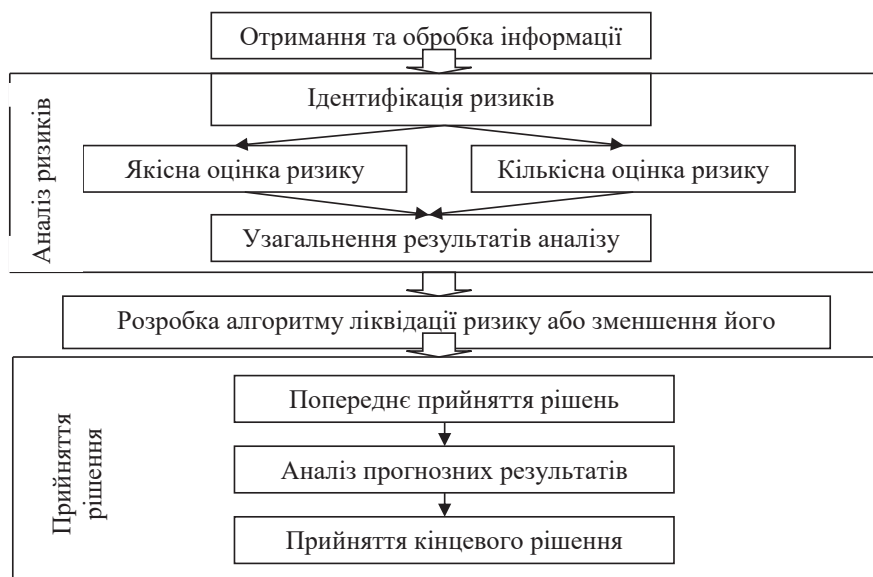 Отримання та обробка інформації
Аналіз ризиків
Ідентифікація ризиків
Якісна оцінка ризику
Кількісна оцінка ризику
Узагальнення результатів аналізу
Розробка алгоритму ліквідації ризику або зменшення його
Прийняття
рішення
Попереднє прийняття рішень
Аналіз прогнозних результатів
Прийняття кінцевого рішення